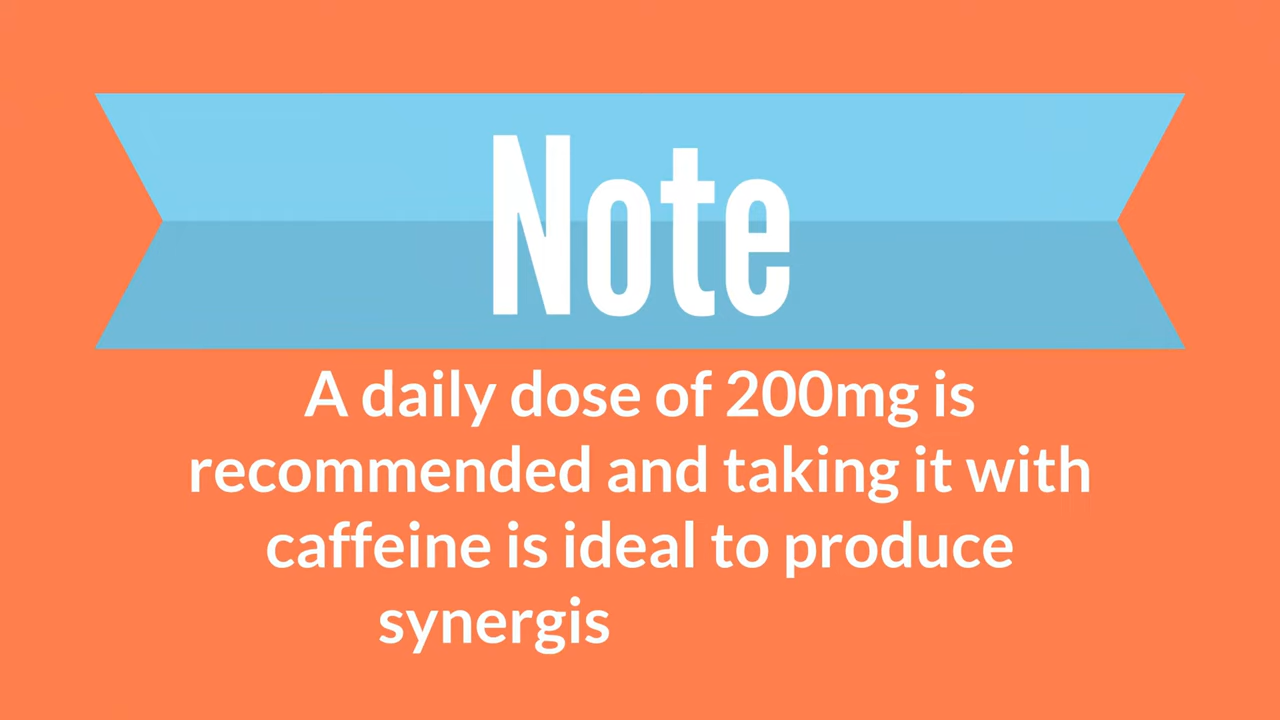 Note
A daily dose of 200mg is
recommended and taking it with
caffeine is ideal to produce
synergis